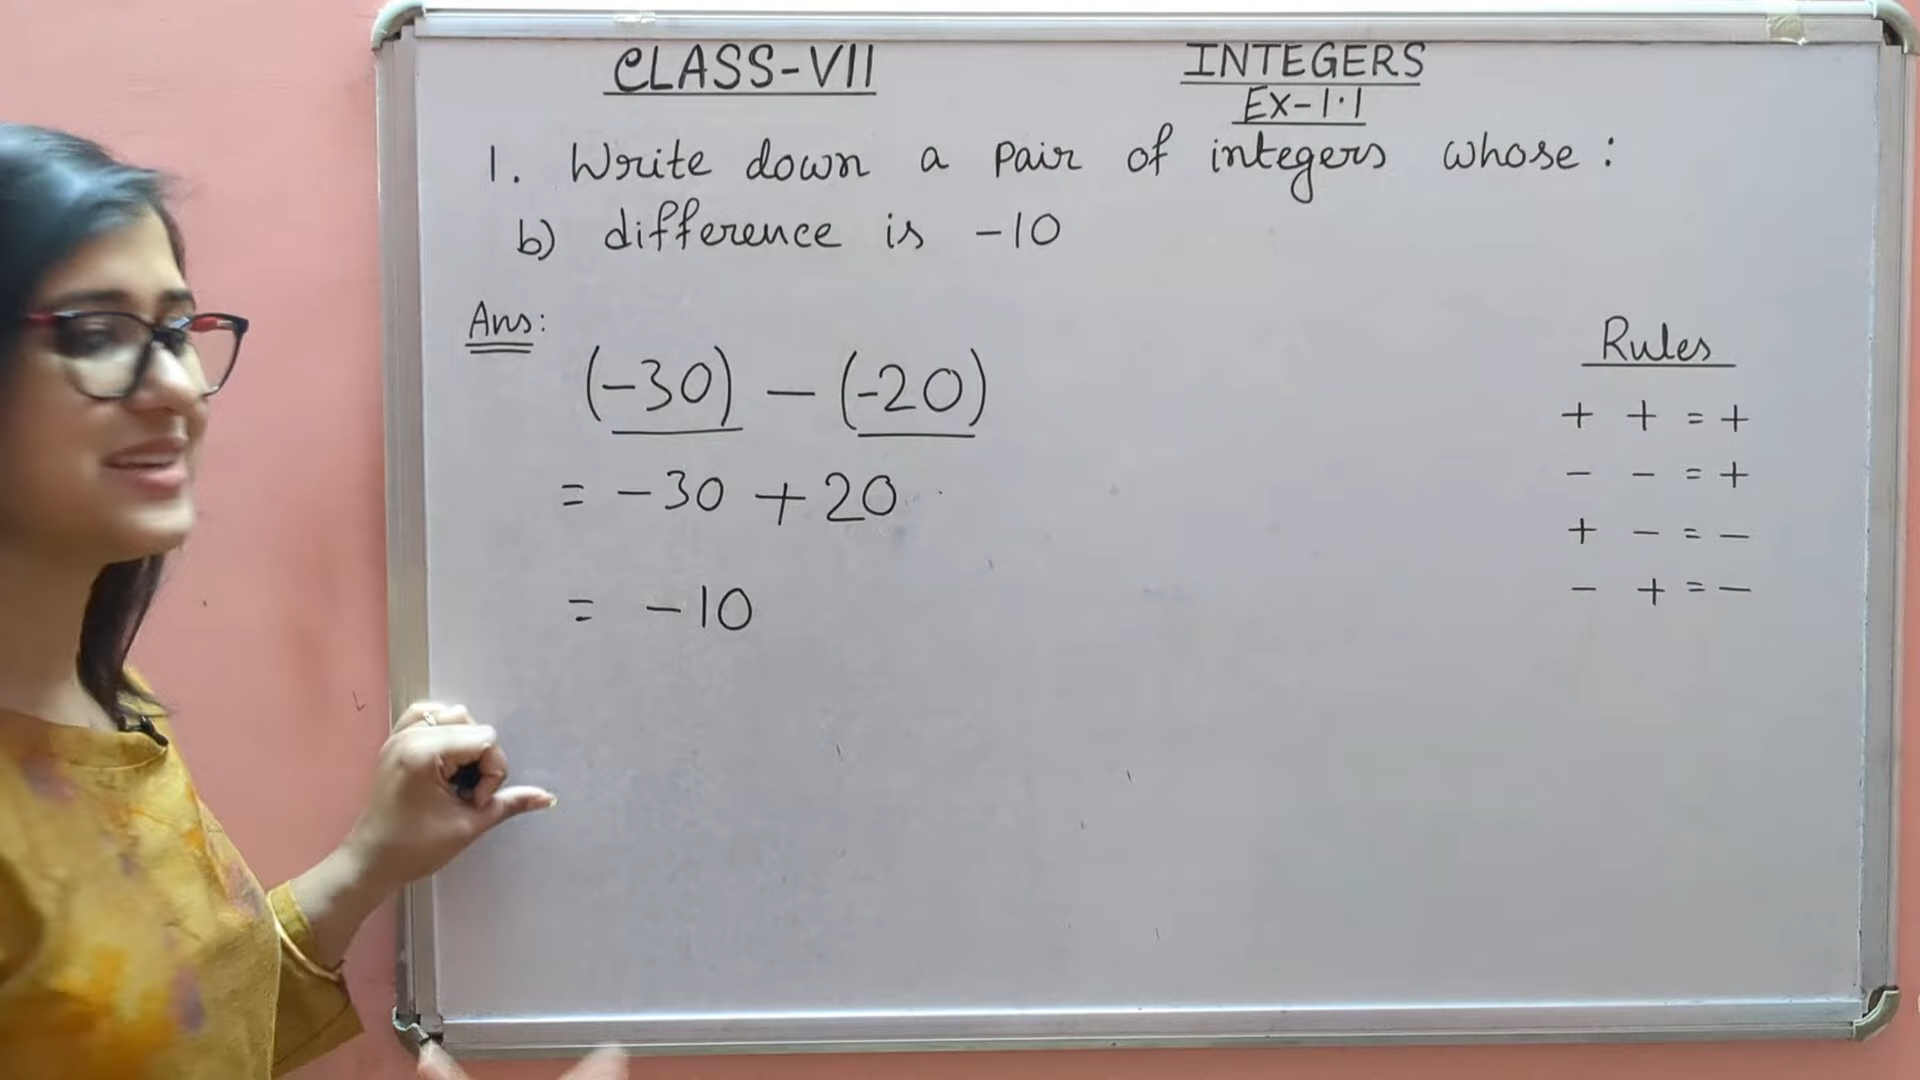 CLASS-VII
INTEGERS
EX-1.1
1. Write down a pair of integers whose:
b) difference is -10
Ans:
(-30) - (-20)
= -30 + 20
= -10
Rules
+ + = +
- - = +
+ - = -
- + = -